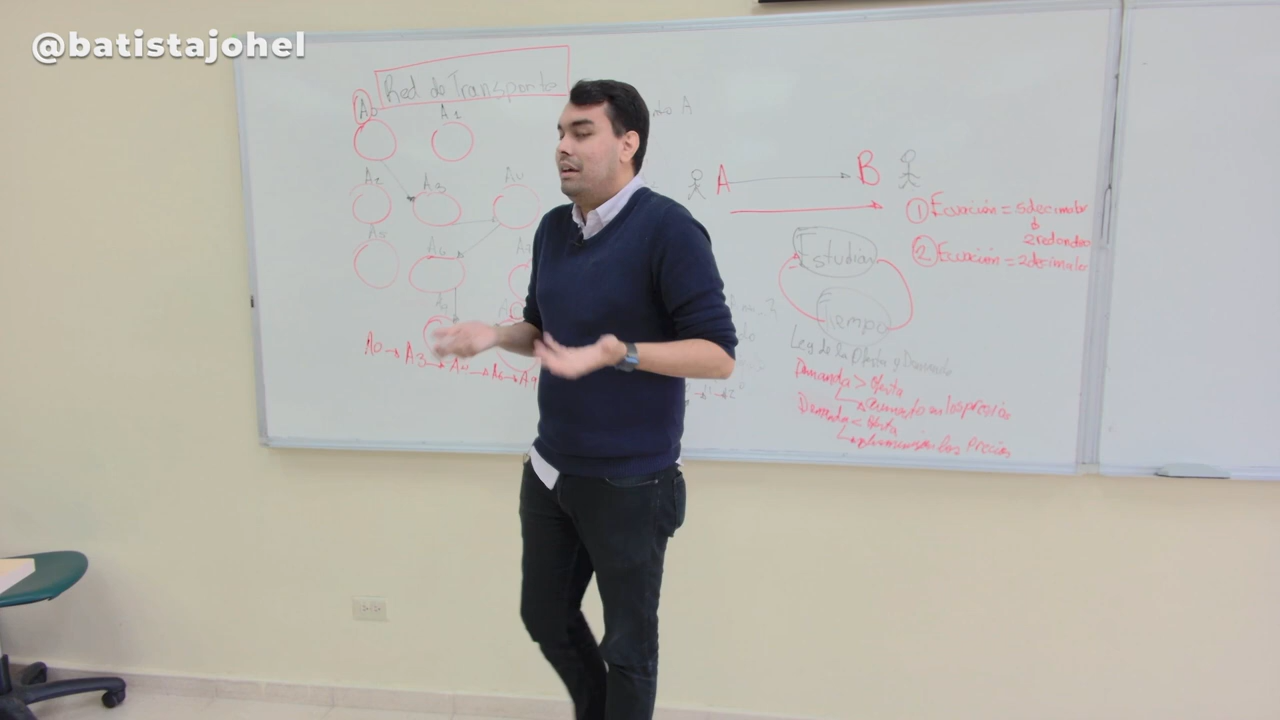 @batistajohel
Red de Transporte
A0
A1
do A
A2
A3
A4
A B
A5
A6
① Ecuación = 5 decimales
2 redondeo
② Ecuación = 2 decimales
Estudiar
Tiempo
A0 → A3 → A4 → A6 → A9
Ley de la Oferta y Demanda
Demanda > Oferta
aumento en los precios
Demanda < Oferta
los Precios